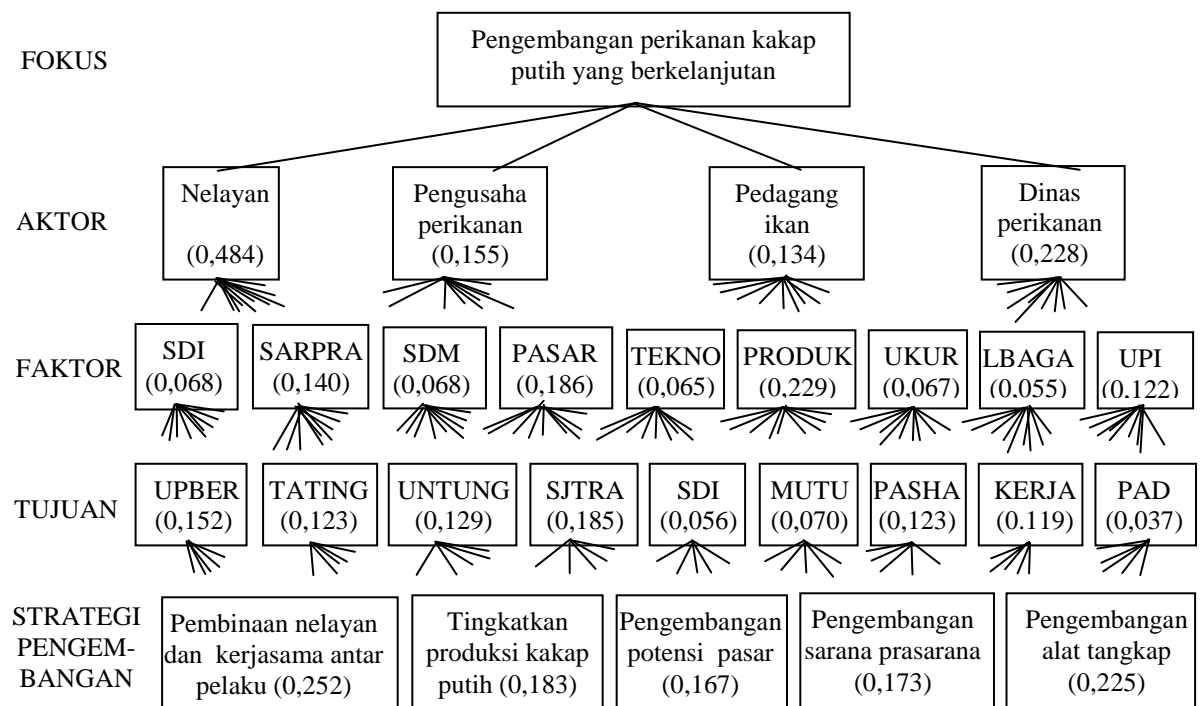 FOKUS
Pengembangan perikanan kakap
putih yang berkelanjutan
AKTOR
Nelayan
(0,484)
Pengusaha
perikanan
(0,155)
Pedagang
ikan
(0,134)
Dinas
perikanan
(0,228)
FAKTOR
SDI
(0,068)
SARPRA
(0,140)
SDM
(0,068)
PASAR
(0,186)
TEKNO
(0,065)
PRODUK
(0,229)
UKUR
(0,067)
LBAGA
(0,055)
UPI
(0,122)
TUJUAN
UPBER
(0,152)
TATING
(0,123)
UNTUNG
(0,129)
SJTRA
(0,185)
SDI
(0,056)
MUTU
(0,070)
PASHA
(0,123)
KERJA
(0.119)
PAD
(0,037)
STRATEGI
PENGEM-
BANGAN
Pembinaan nelayan
dan kerjasama antar
pelaku (0,252)
Tingkatkan
produksi kakap
putih (0,183)
Pengembangan
potensi pasar
(0,167)
Pengembangan
sarana prasarana
(0,173)
Pengembangan
alat tangkap
(0,225)